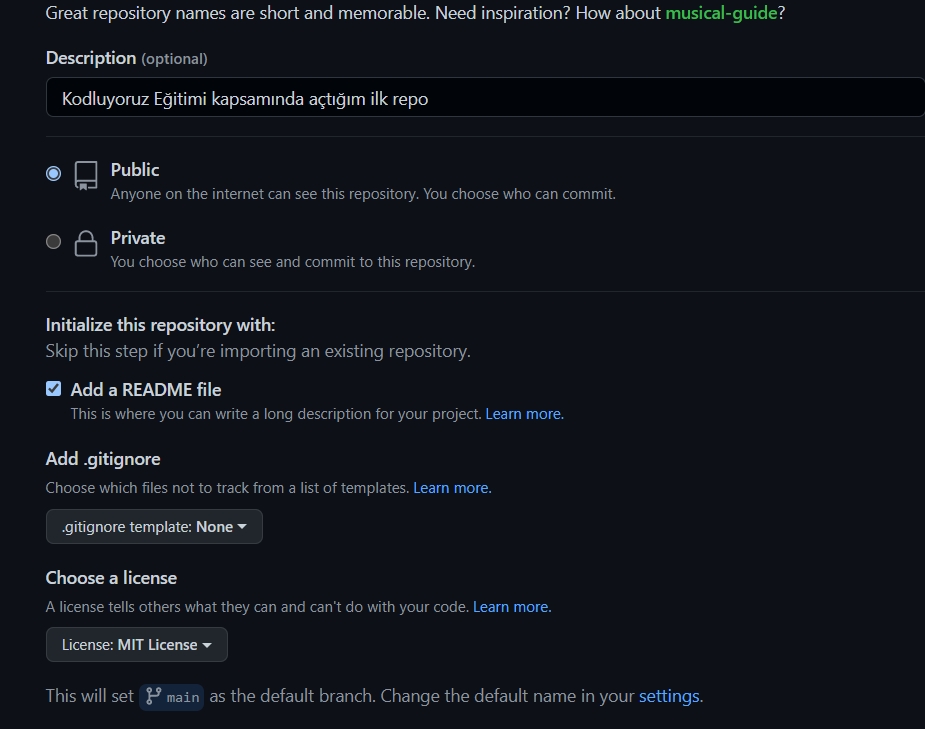 Great repository names are short and memorable. Need inspiration? How about musical-guide?
Description (optional)
Kodluyoruz Eğitimi kapsamında açtığım ilk repo
Public
Anyone on the internet can see this repository. You choose who can commit.
Private
You choose who can see and commit to this repository.
Initialize this repository with:
Skip this step if you’re importing an existing repository.
Add a README file
This is where you can write a long description for your project. Learn more.
Add .gitignore
Choose which files not to track from a list of templates. Learn more.
.gitignore template: None
Choose a license
A license tells others what they can and can't do with your code. Learn more.
License: MIT License
This will set main as the default branch. Change the default name in your settings.